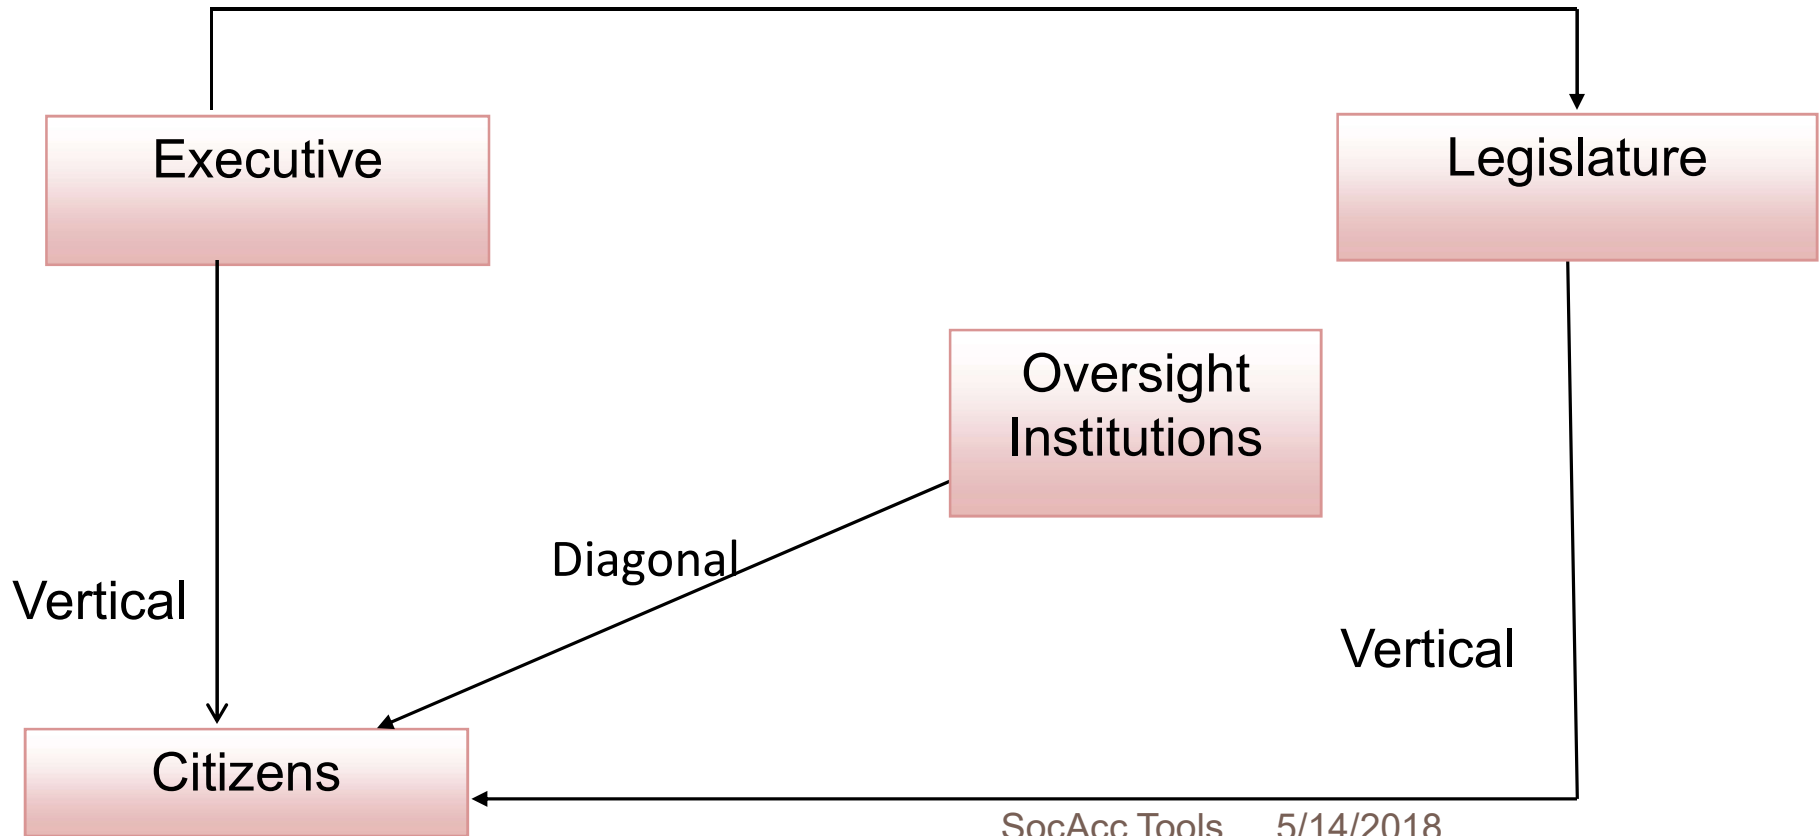 Executive
Legislature
Oversight
Institutions
Diagonal
Vertical
Vertical
Citizens
SocAcc Tools 5/14/2018